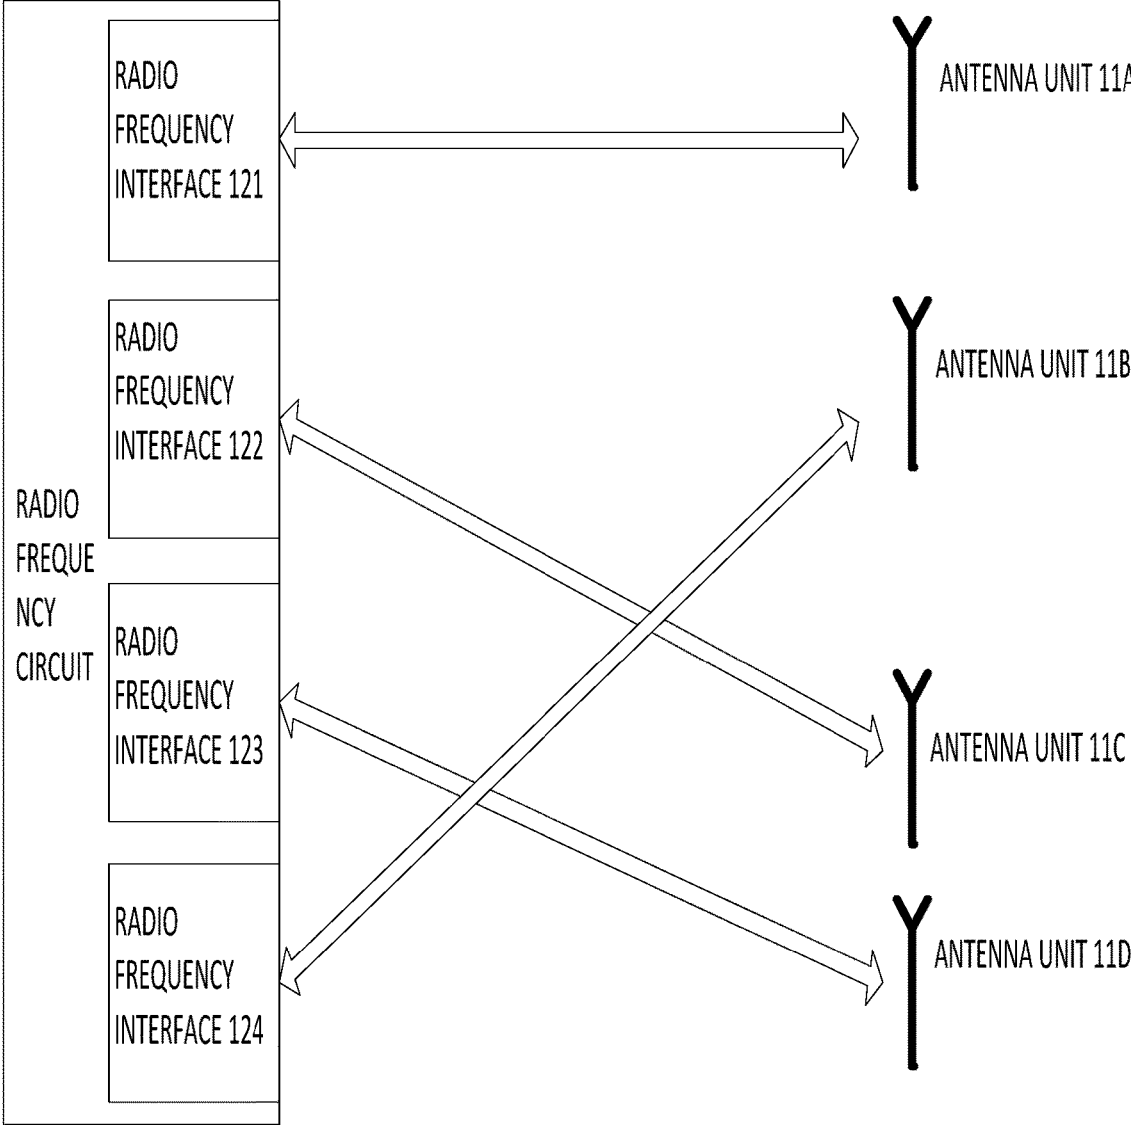 RADIO
FREQUENCY
INTERFACE 121
ANTENNA UNIT 11A
RADIO
FREQUENCY
INTERFACE 122
ANTENNA UNIT 11B
RADIO
FREQUE
NCY
CIRCUIT
RADIO
FREQUENCY
INTERFACE 123
ANTENNA UNIT 11C
RADIO
FREQUENCY
INTERFACE 124
ANTENNA UNIT 11D